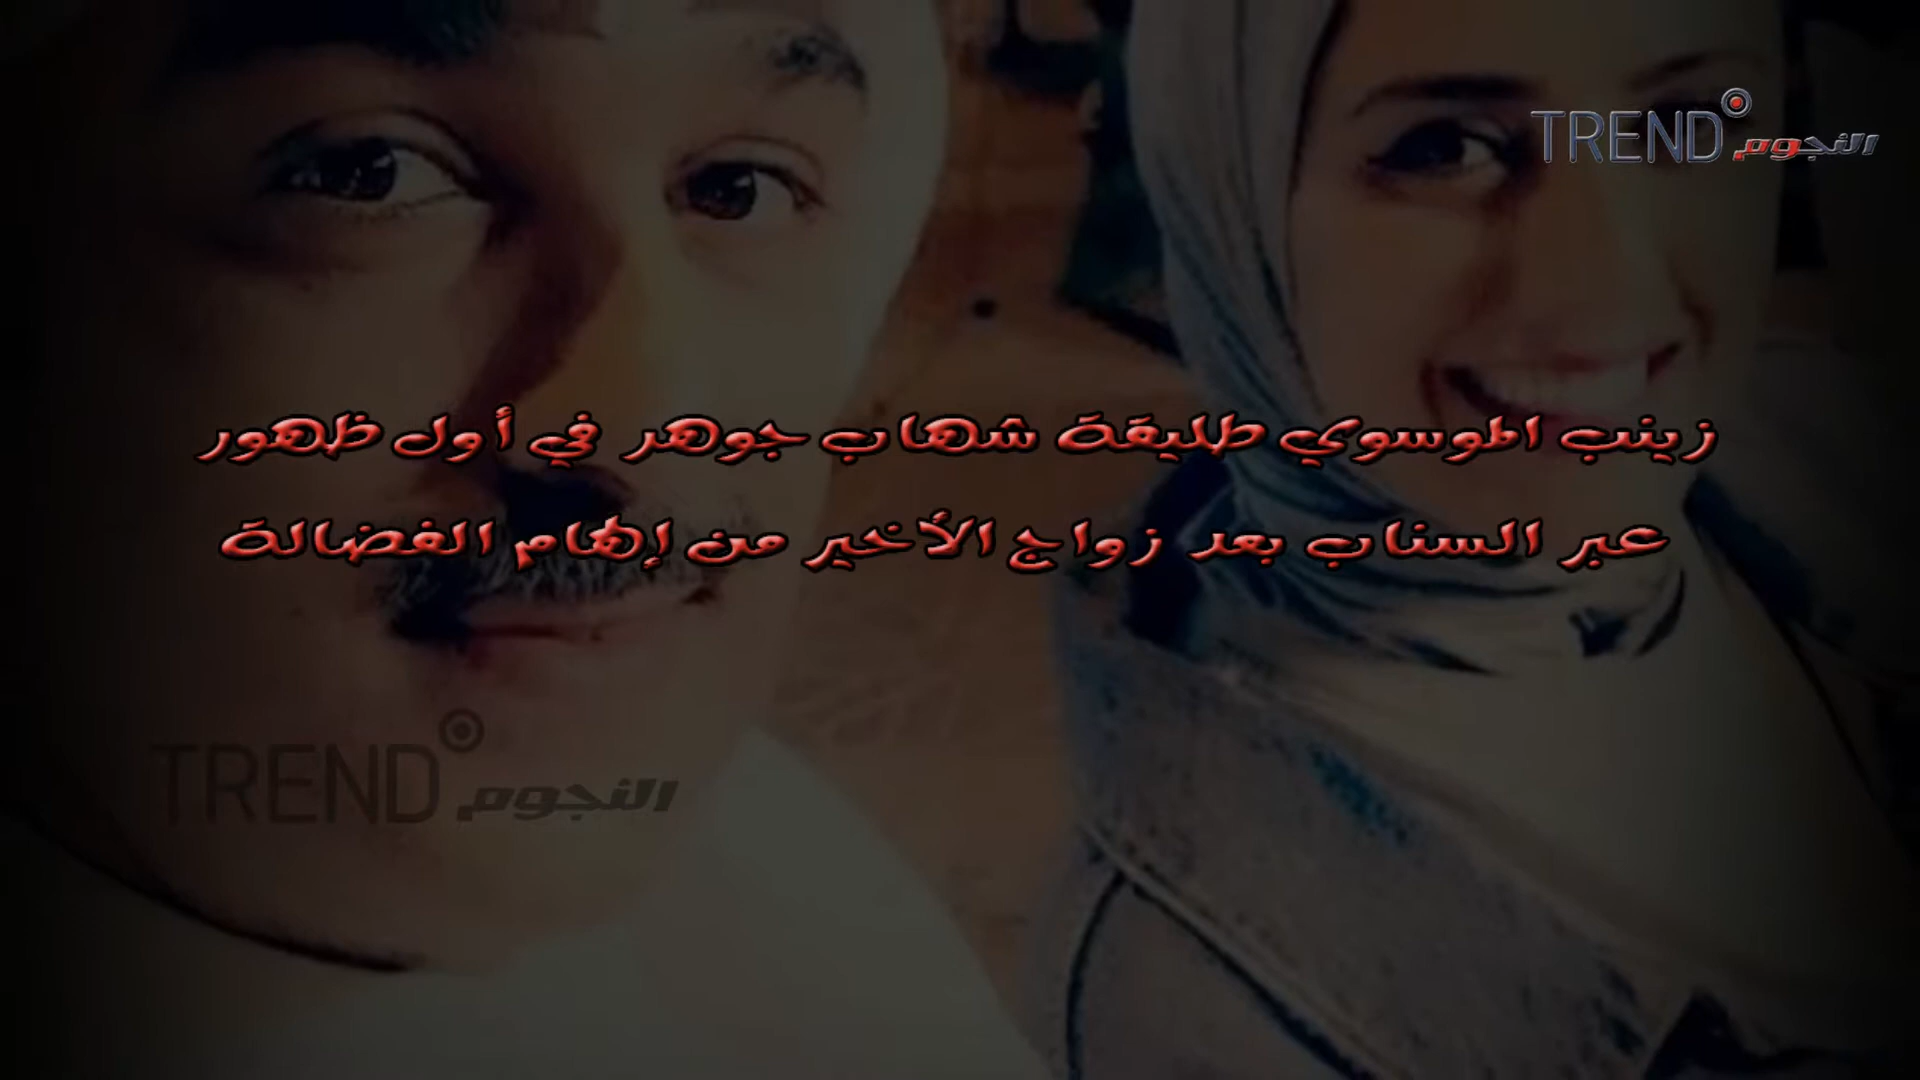 TREND النجوم
زينب الموسوي طليقة شهاب جوهر في أول ظهور
عبر السناب بعد زواج الأخير من إلهام الفضالة
TREND النجوم